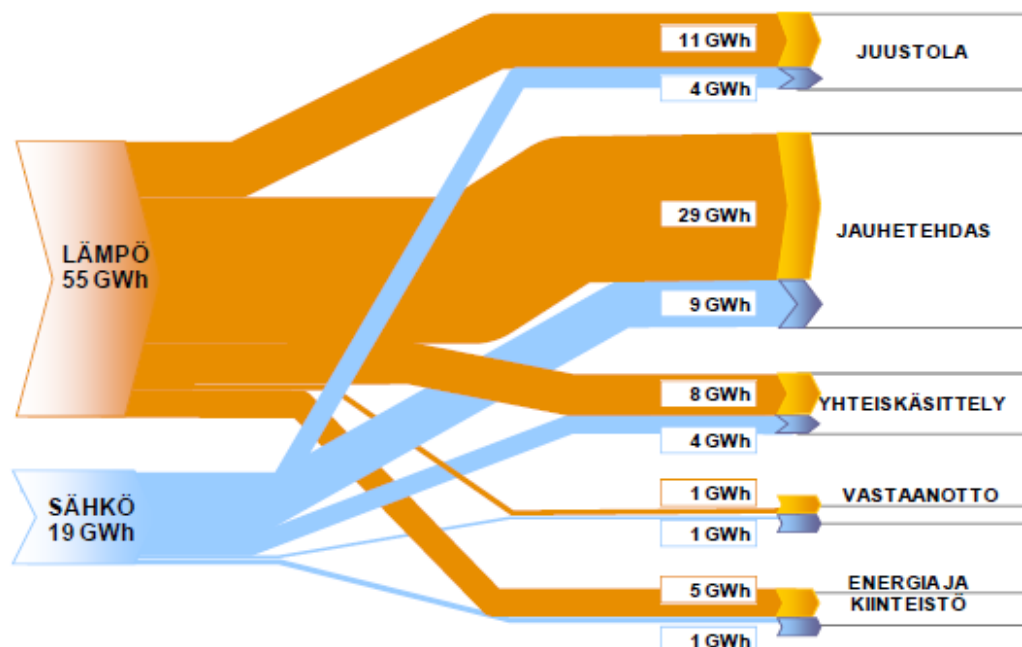 11 GWh
JUUSTOLA
4 GWh
LÄMPÖ
55 GWh
29 GWh
JAUHETEHDAS
9 GWh
8 GWh
YHTEISKÄSITTELY
4 GWh
SÄHKÖ
19 GWh
1 GWh
VASTAANOTTO
1 GWh
5 GWh
ENERGIA JA
KIINTEISTÖ
1 GWh